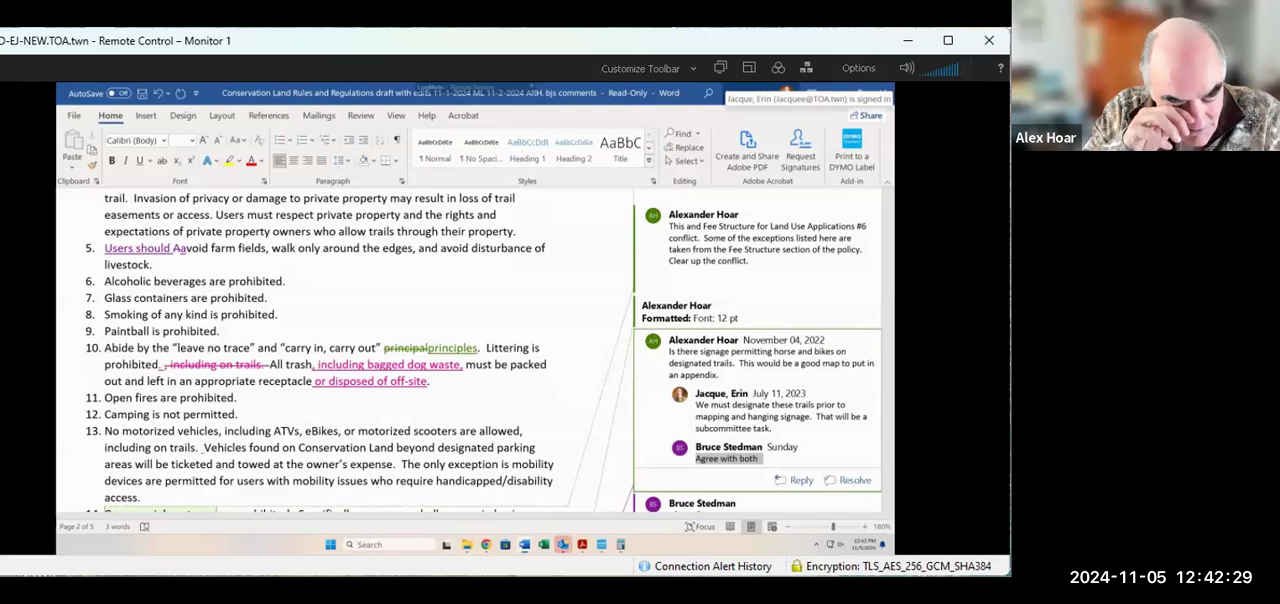 O-EJ-NEW.TOA.twn - Remote Control – Monitor 1
Customize Toolbar
Options
?
AutoSave Off
Conservation Land Rules and Regulations draft with edits 11-1-2024 ML 11-2-2024 ARH. bjs comments - Read-Only - Word
Jacque, Erin (Jacquee@TOA.twn) is signed in
File Home Insert Design Layout References Mailings Review View Help Acrobat
Share
Calibri (Body)
Paste
B I U
AaBbCcDdEe AaBbCcDdEe AaBbCcDd AaBbCcDdE AaBbC
1 Normal 1 No Spaci... Heading 1 Heading 2 Title
Find
Replace
Select
Create and Share Adobe PDF
Request Signatures
Print to a DYMO Label
Clipboard Font Paragraph Styles Editing Adobe Acrobat Add-in
trail. Invasion of privacy or damage to private property may result in loss of trail
easements or access. Users must respect private property and the rights and
expectations of private property owners who allow trails through their property.
5. Users should Aavoid farm fields, walk only around the edges, and avoid disturbance of
livestock.
6. Alcoholic beverages are prohibited.
7. Glass containers are prohibited.
8. Smoking of any kind is prohibited.
9. Paintball is prohibited.
10. Abide by the “leave no trace” and “carry in, carry out” principalprinciples. Littering is
prohibited. , including on trails. All trash, including bagged dog waste, must be packed
out and left in an appropriate receptacle or disposed of off-site.
11. Open fires are prohibited.
12. Camping is not permitted.
13. No motorized vehicles, including ATVs, eBikes, or motorized scooters are allowed,
including on trails. Vehicles found on Conservation Land beyond designated parking
areas will be ticketed and towed at the owner’s expense. The only exception is mobility
devices are permitted for users with mobility issues who require handicapped/disability
access.
AH Alexander Hoar
This and Fee Structure for Land Use Applications #6
conflict. Some of the exceptions listed here are
taken from the Fee Structure section of the policy.
Clear up the conflict.
Alexander Hoar
Formatted: Font: 12 pt
AH Alexander Hoar November 04, 2022
Is there signage permitting horse and bikes on
designated trails. This would be a good map to put in
an appendix.
Jacque, Erin July 11, 2023
We must designate these trails prior to
mapping and hanging signage. That will be a
subcommittee task.
BS Bruce Stedman Sunday
Agree with both
Reply Resolve
BS Bruce Stedman
Page 2 of 5 3 words
Focus
180%
Search
12:42 PM
11/5/2024
Connection Alert History
Encryption: TLS_AES_256_GCM_SHA384
Alex Hoar
2024-11-05 12:42:29